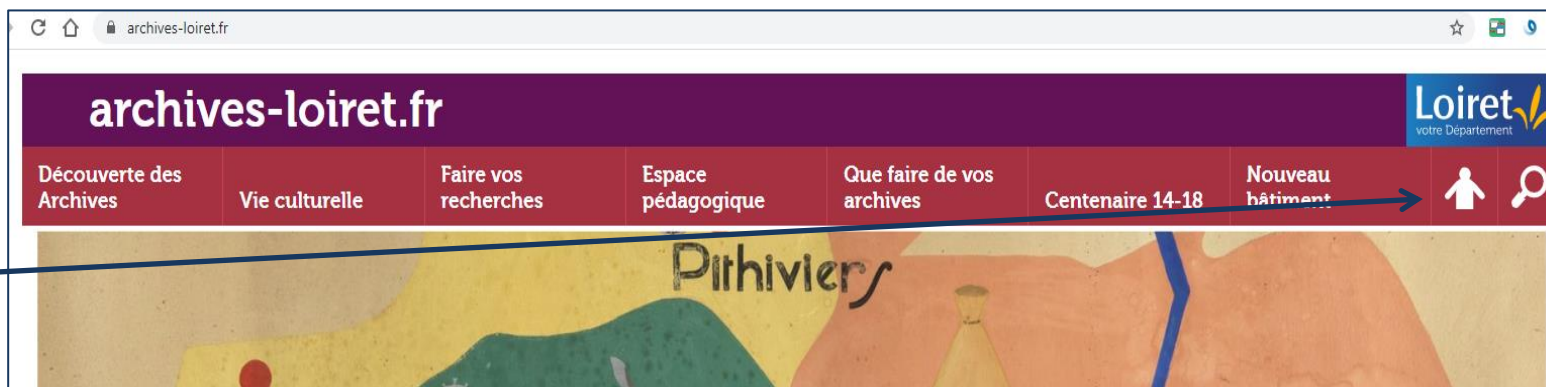 archives-loiret.fr
archives-loiret.fr
Loiret
votre Département
Découverte des
Archives
Vie culturelle
Faire vos
recherches
Espace
pédagogique
Que faire de vos
archives
Centenaire 14-18
Nouveau
bâtiment
Pithiviers